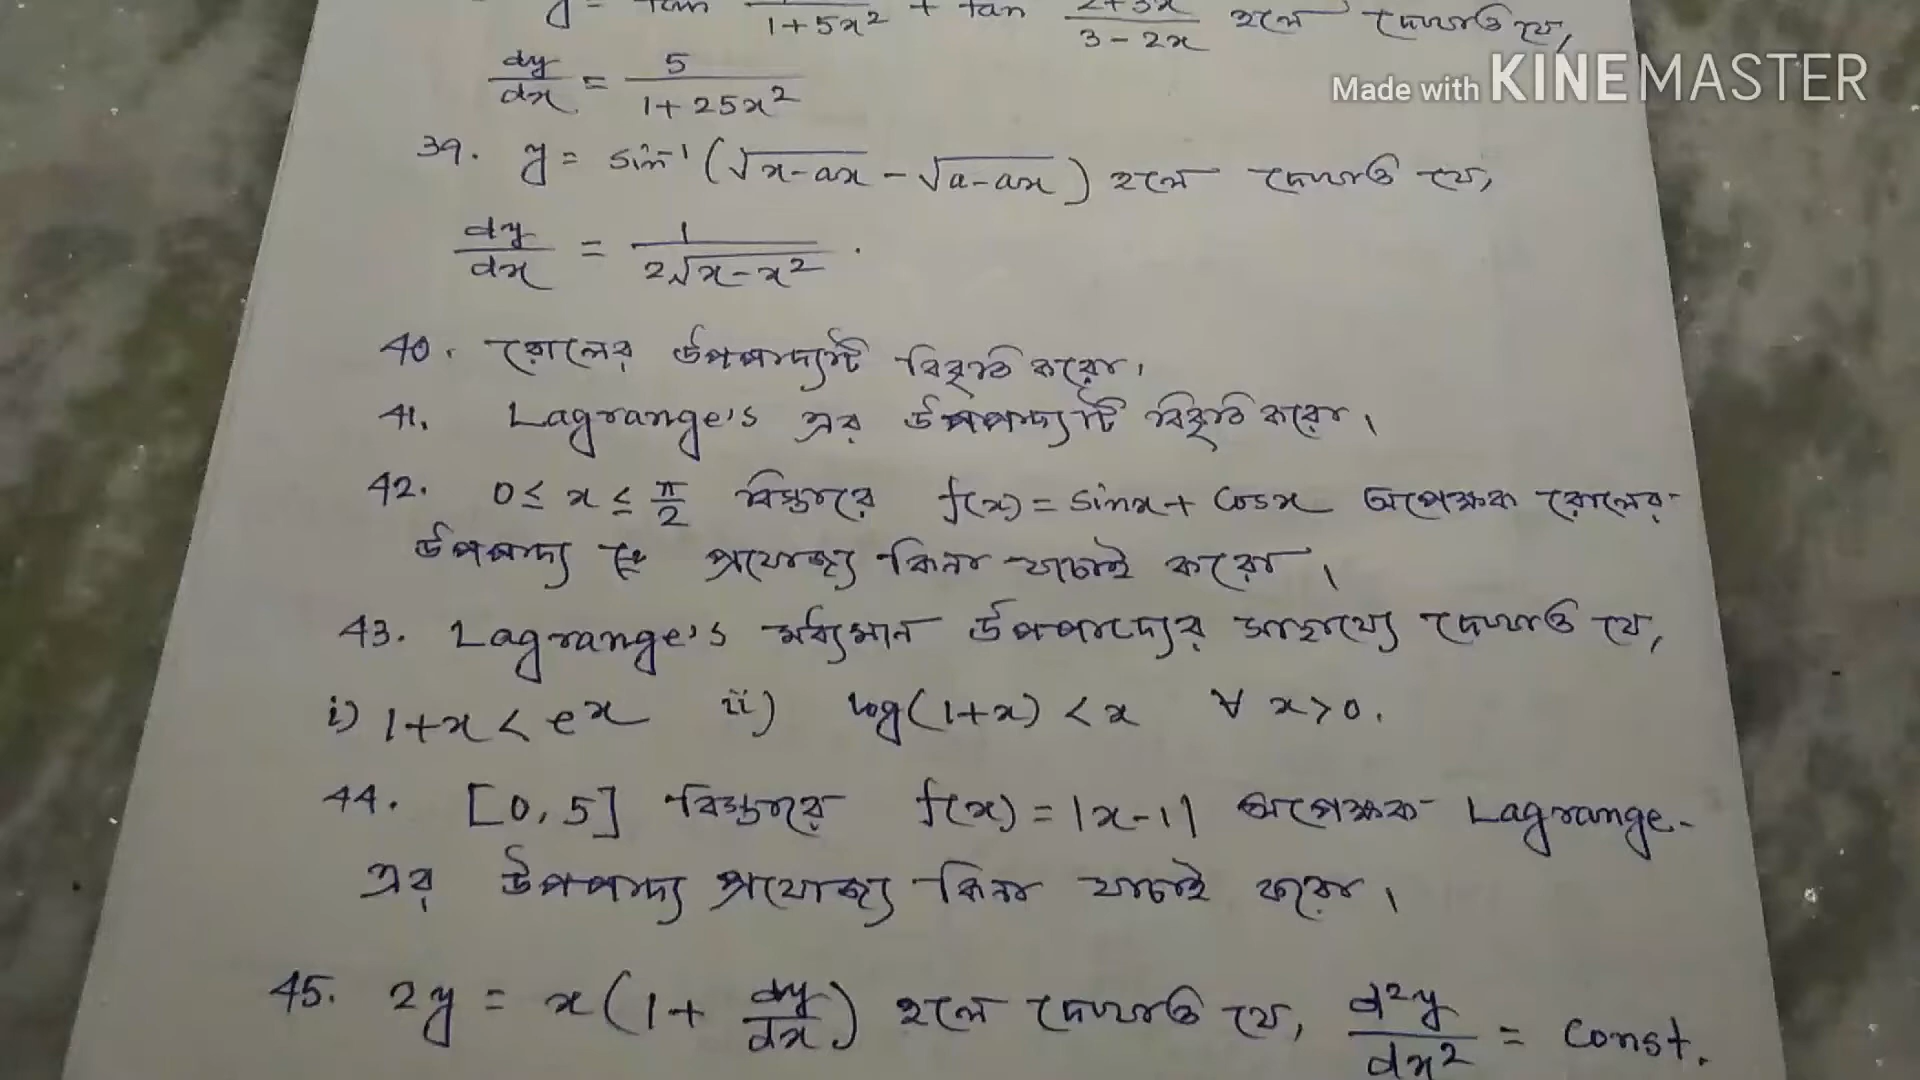 y = tan 1+5x² + tan 2+3x / 3-2x হলে দেখাও যে,
Made with KINEMASTER
dy/dx = 5/(1+25x²)
39. y = sin⁻¹(√x-ax - √a-ax) হলে দেখাও যে,
dy/dx = 1/(2√x-x²) .
40. রোলের উপপাদ্যটি বিবৃতি করো।
41. Lagrange's এর উপপাদ্যটি বিবৃতি করো।
42. 0 ≤ x ≤ π/2 বিস্তারে f(x) = sinx + cosx অপেক্ষক রোলের
উপপাদ্য প্রযোজ্য কিনা যাচাই করো।
43. Lagrange's মধ্যমান উপপাদ্যের সাহায্যে দেখাও যে,
i) 1+x < eˣ ii) log(1+x) < x ∀ x>0.
44. [0,5] বিস্তারে f(x) = |x-1| অপেক্ষক Lagrange-
এর উপপাদ্য প্রযোজ্য কিনা যাচাই করো।
45. 2y = x(1 + dy/dx) হলে দেখাও যে, d²y/dx² = const.